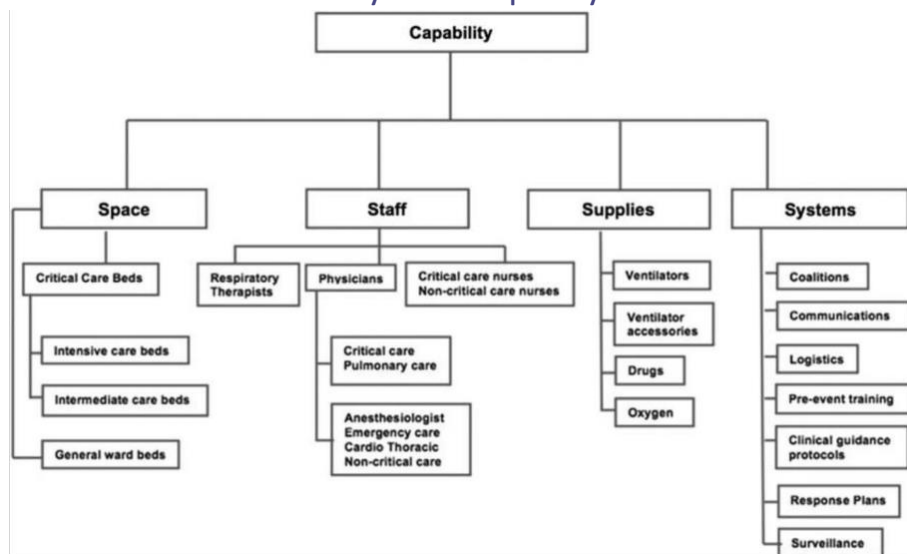 Capability
Space
Staff
Supplies
Systems
Critical Care Beds
Intensive care beds
Intermediate care beds
General ward beds
Respiratory
Therapists
Physicians
Critical care nurses
Non-critical care nurses
Critical care
Pulmonary care
Anesthesiologist
Emergency care
Cardio Thoracic
Non-critical care
Ventilators
Ventilator
accessories
Drugs
Oxygen
Coalitions
Communications
Logistics
Pre-event training
Clinical guidance
protocols
Response Plans
Surveillance